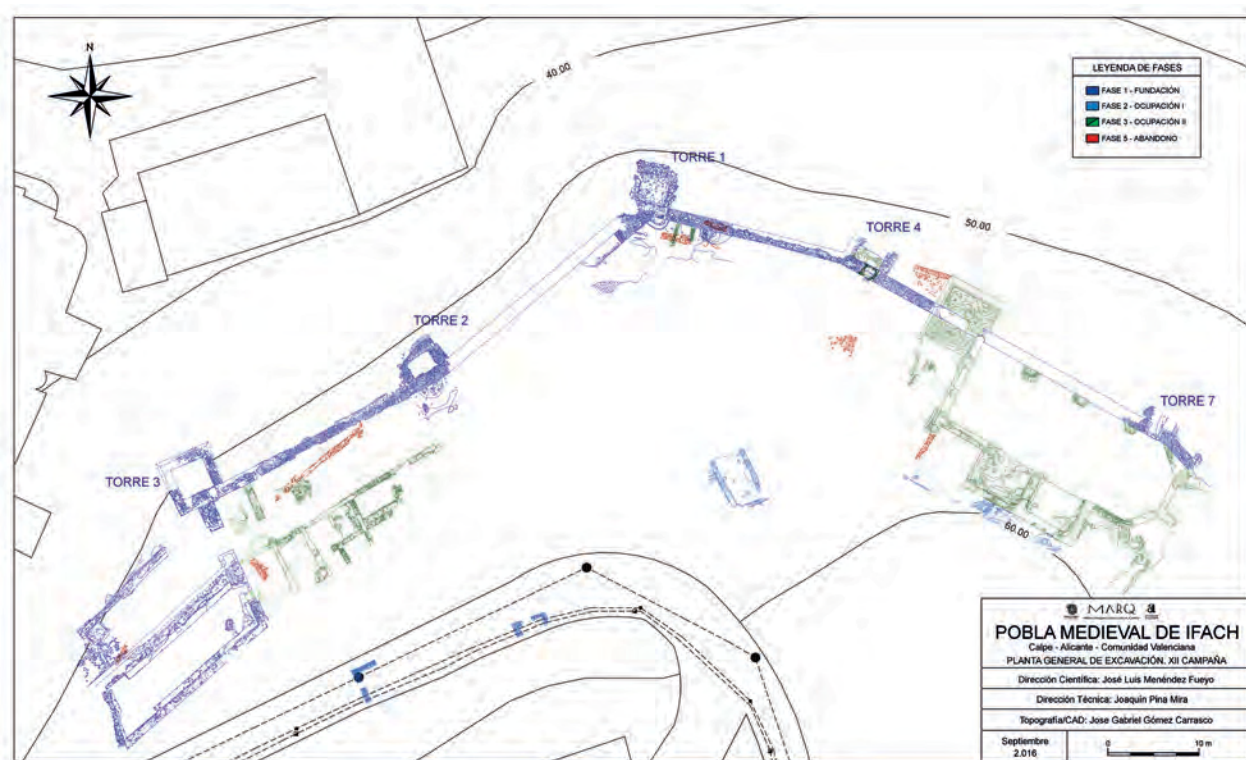 N
40.00
LEYENDA DE FASES
FASE 1 - FUNDACIÓN
FASE 2 - OCUPACIÓN I
FASE 3 - OCUPACIÓN II
FASE 5 - ABANDONO
TORRE 1
50.00
TORRE 4
TORRE 2
TORRE 7
TORRE 3
60.00
MARQ
POBLA MEDIEVAL DE IFACH
Calpe - Alicante - Comunidad Valenciana
PLANTA GENERAL DE EXCAVACIÓN. XII CAMPAÑA
Dirección Científica: José Luis Menéndez Fueyo
Dirección Técnica: Joaquín Pina Mira
Topografía/CAD: Jose Gabriel Gómez Carrasco
Septiembre
2.016
0 10 m